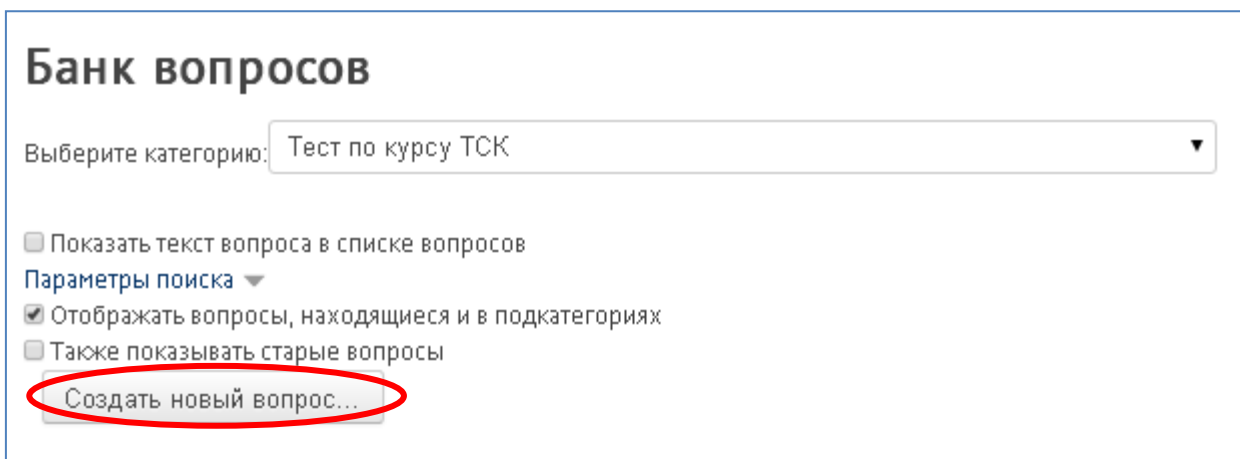 Банк вопросов
Выберите категорию: Тест по курсу ТСК
Показать текст вопроса в списке вопросов
Параметры поиска
Отображать вопросы, находящиеся и в подкатегориях
Также показывать старые вопросы
Создать новый вопрос...